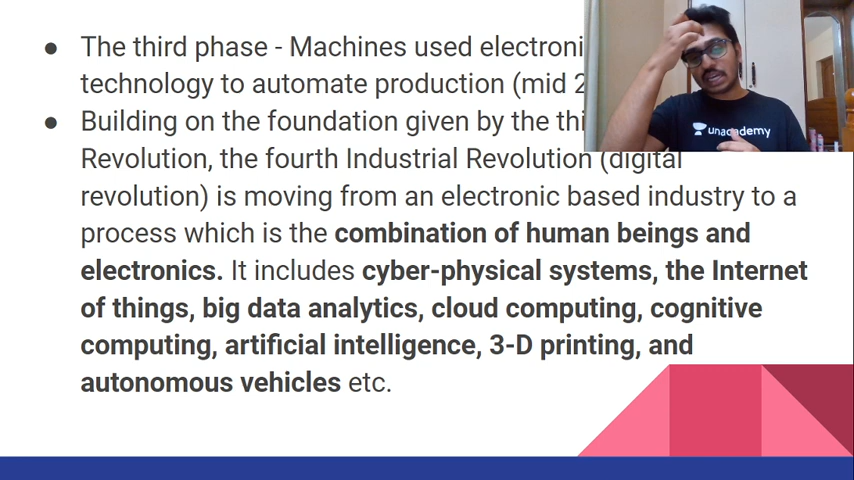 ● The third phase - Machines used electroni
technology to automate production (mid 2
● Building on the foundation given by the thi
Revolution, the fourth Industrial Revolution (digital
revolution) is moving from an electronic based industry to a
process which is the combination of human beings and
electronics. It includes cyber-physical systems, the Internet
of things, big data analytics, cloud computing, cognitive
computing, artificial intelligence, 3-D printing, and
autonomous vehicles etc.
unacademy